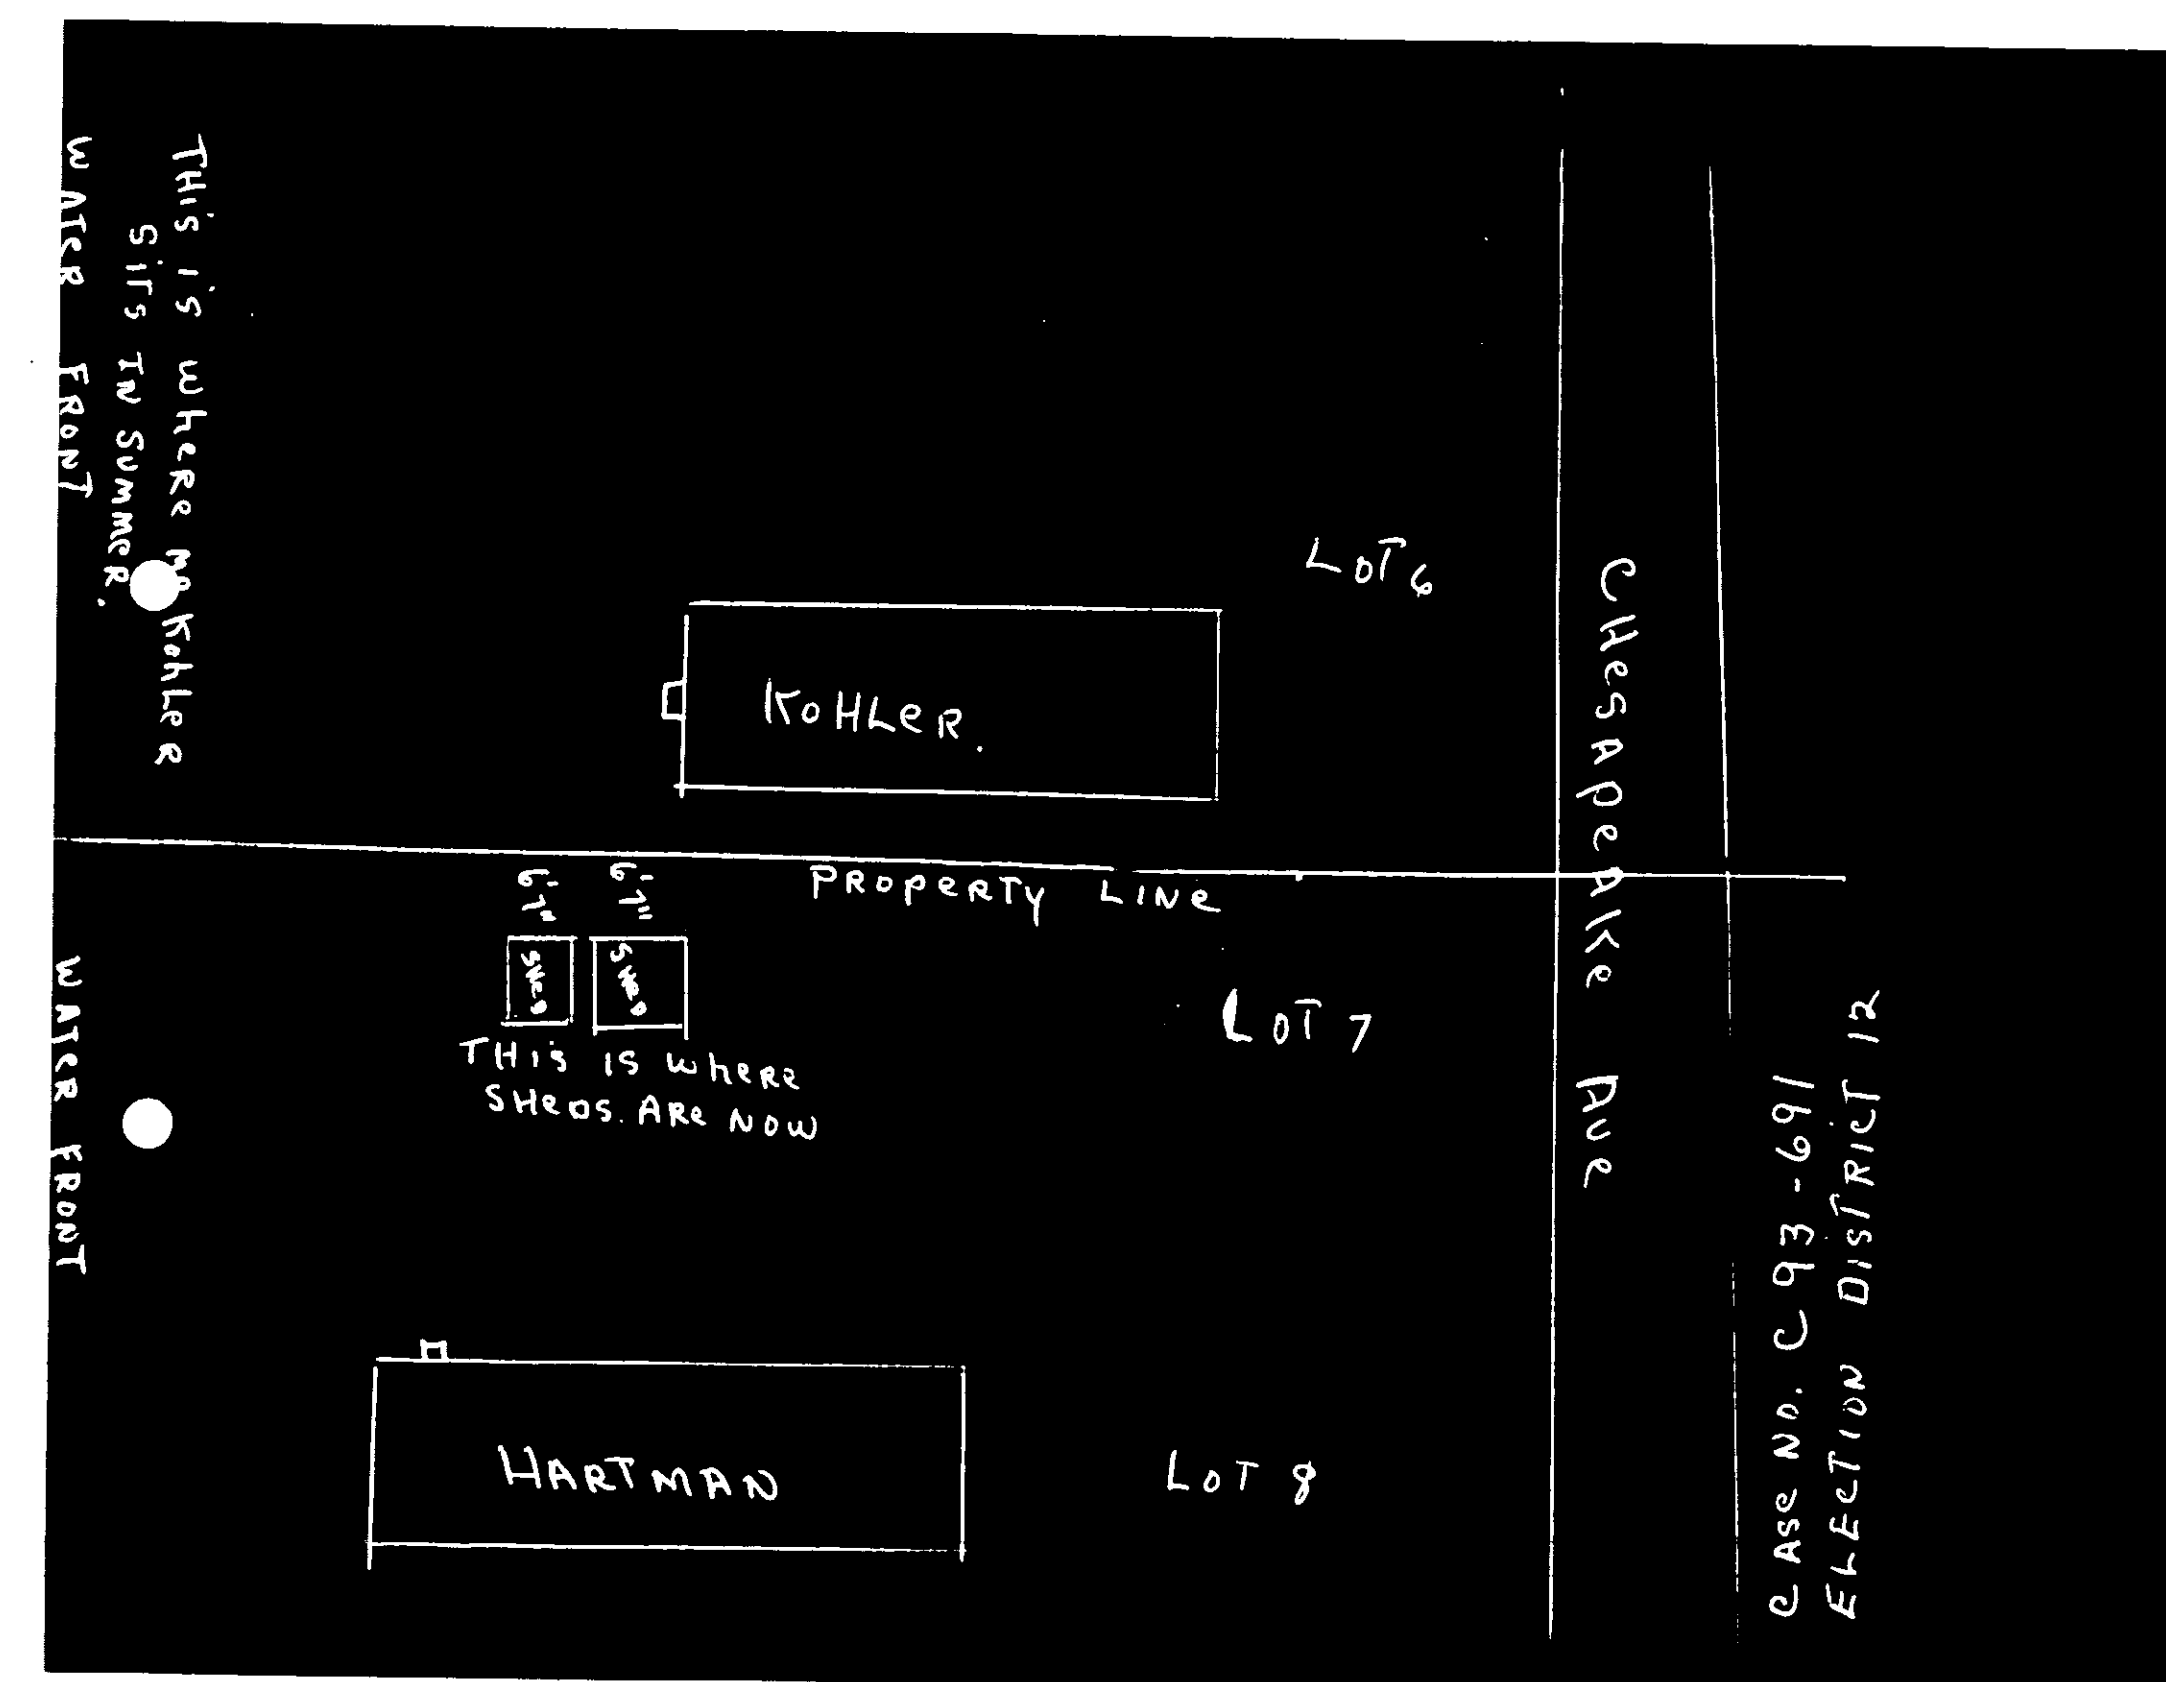 THis is where MR Kohler
SiTs IN SUMMER.
WATER FRONT
LOT 6
KOHLER.
CHesApeAKe Ave
PROPERTY LINe
6'7"
6'7"
SHeD
SHeD
THis IS where
SHeDS. ARe NOW
LOT 7
WATER FRONT
HARTMAN
LOT 8
CAse NO. C 93-691
ELECTION DisTRICT 12